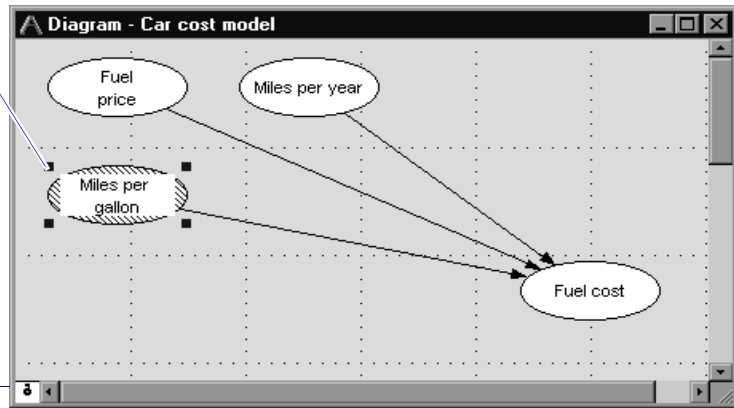 Diagram - Car cost model
Fuel
price
Miles per year
Miles per
gallon
Fuel cost